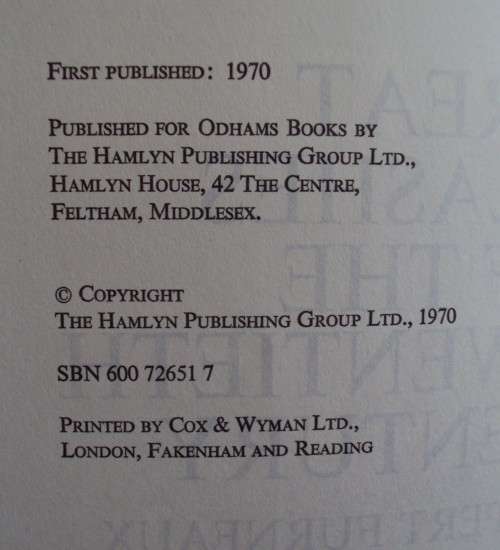 FIRST PUBLISHED: 1970
PUBLISHED FOR ODHAMS BOOKS BY
THE HAMLYN PUBLISHING GROUP LTD.,
HAMLYN HOUSE, 42 THE CENTRE,
FELTHAM, MIDDLESEX.
© COPYRIGHT
THE HAMLYN PUBLISHING GROUP LTD., 1970
SBN 600 72651 7
PRINTED BY COX & WYMAN LTD.,
LONDON, FAKENHAM AND READING